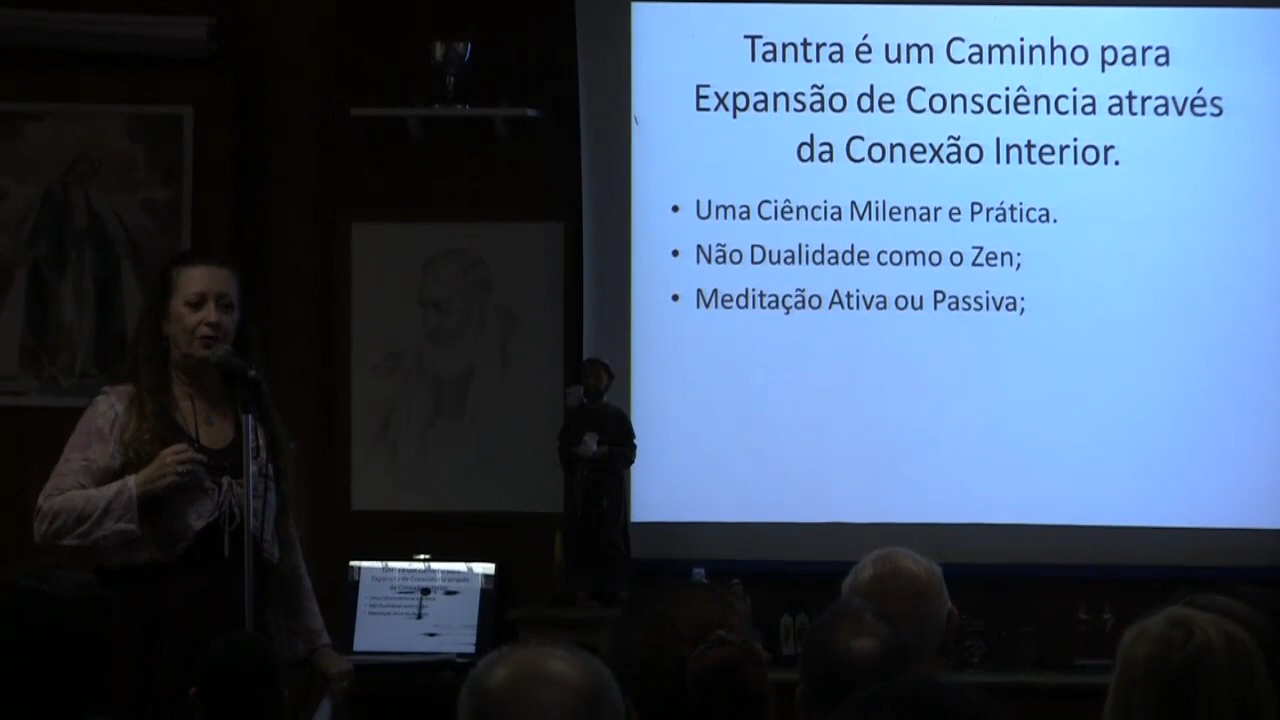 Tantra é um Caminho para
Expansão de Consciência através
da Conexão Interior.
• Uma Ciência Milenar e Prática.
• Não Dualidade como o Zen;
• Meditação Ativa ou Passiva;